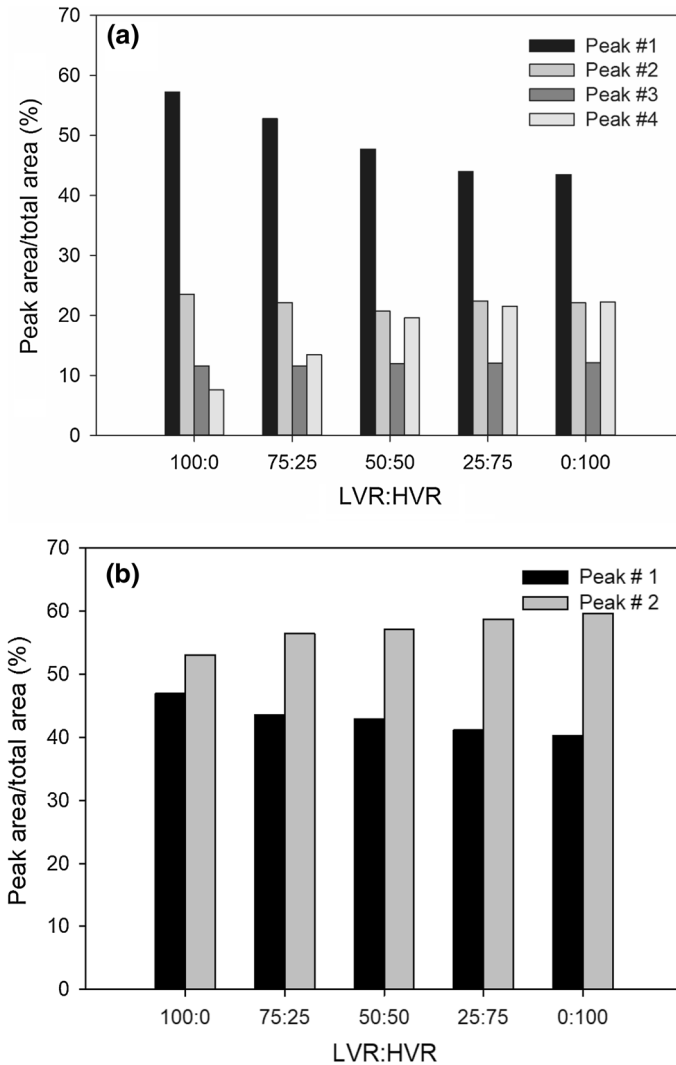 (a)
Peak #1
Peak #2
Peak #3
Peak #4
Peak area/total area (%)
70
60
50
40
30
20
10
0
100:0 75:25 50:50 25:75 0:100
LVR:HVR
(b)
Peak # 1
Peak # 2
Peak area/total area (%)
70
60
50
40
30
20
10
0
100:0 75:25 50:50 25:75 0:100
LVR:HVR